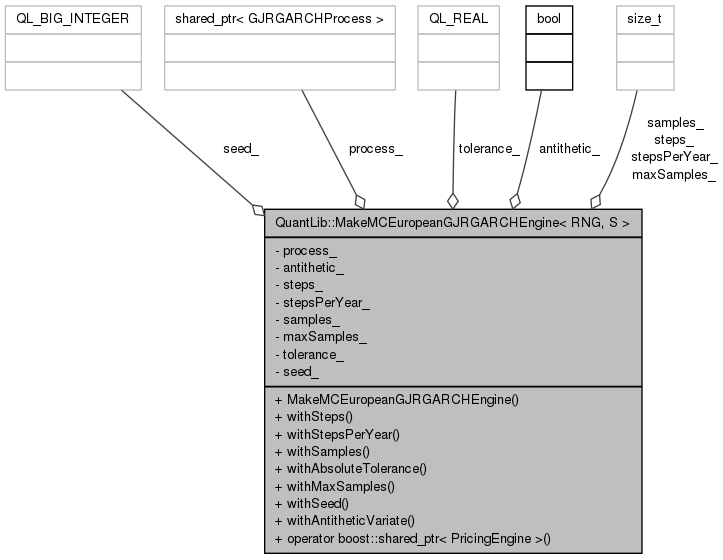 QL_BIG_INTEGER
shared_ptr< GJRGARCHProcess >
QL_REAL
bool
size_t
seed_
process_
tolerance_
antithetic_
samples_
steps_
stepsPerYear_
maxSamples_
QuantLib::MakeMCEuropeanGJRGARCHEngine< RNG, S >
- process_
- antithetic_
- steps_
- stepsPerYear_
- samples_
- maxSamples_
- tolerance_
- seed_
+ MakeMCEuropeanGJRGARCHEngine()
+ withSteps()
+ withStepsPerYear()
+ withSamples()
+ withAbsoluteTolerance()
+ withMaxSamples()
+ withSeed()
+ withAntitheticVariate()
+ operator boost::shared_ptr< PricingEngine >()